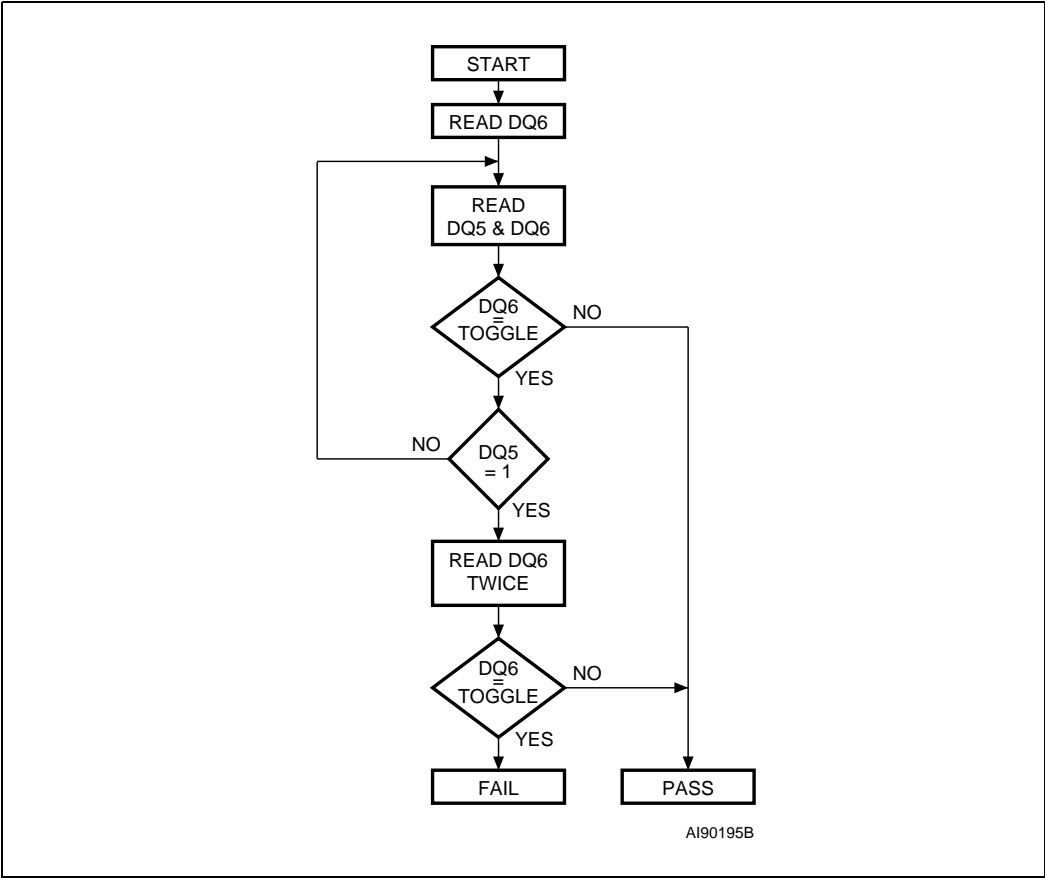 START
READ DQ6
READ
DQ5 & DQ6
DQ6
=
TOGGLE
NO
YES
NO
DQ5
= 1
YES
READ DQ6
TWICE
DQ6
=
TOGGLE
NO
YES
FAIL
PASS
AI90195B